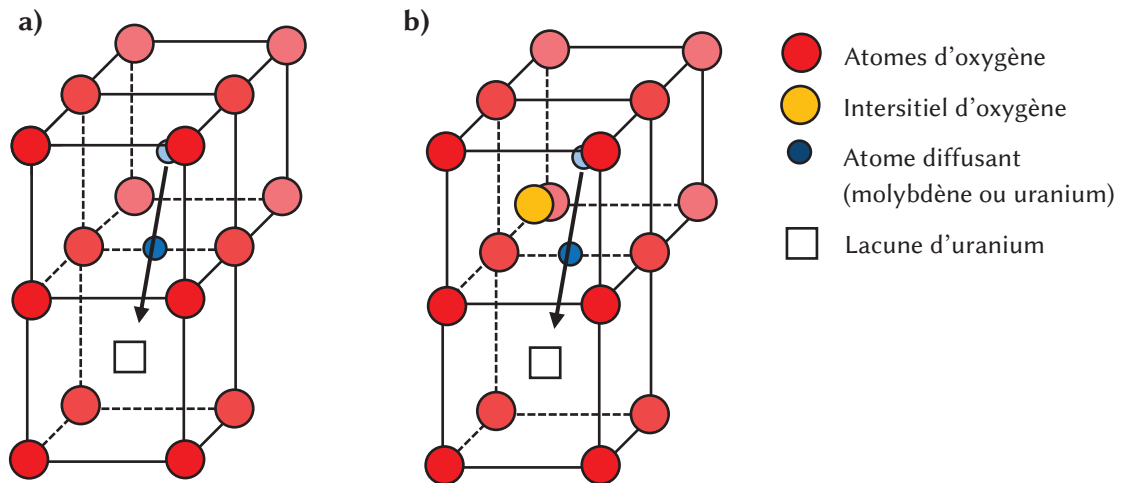 a)
b)
Atomes d'oxygène
Intersitiel d'oxygène
Atome diffusant
(molybdène ou uranium)
Lacune d'uranium